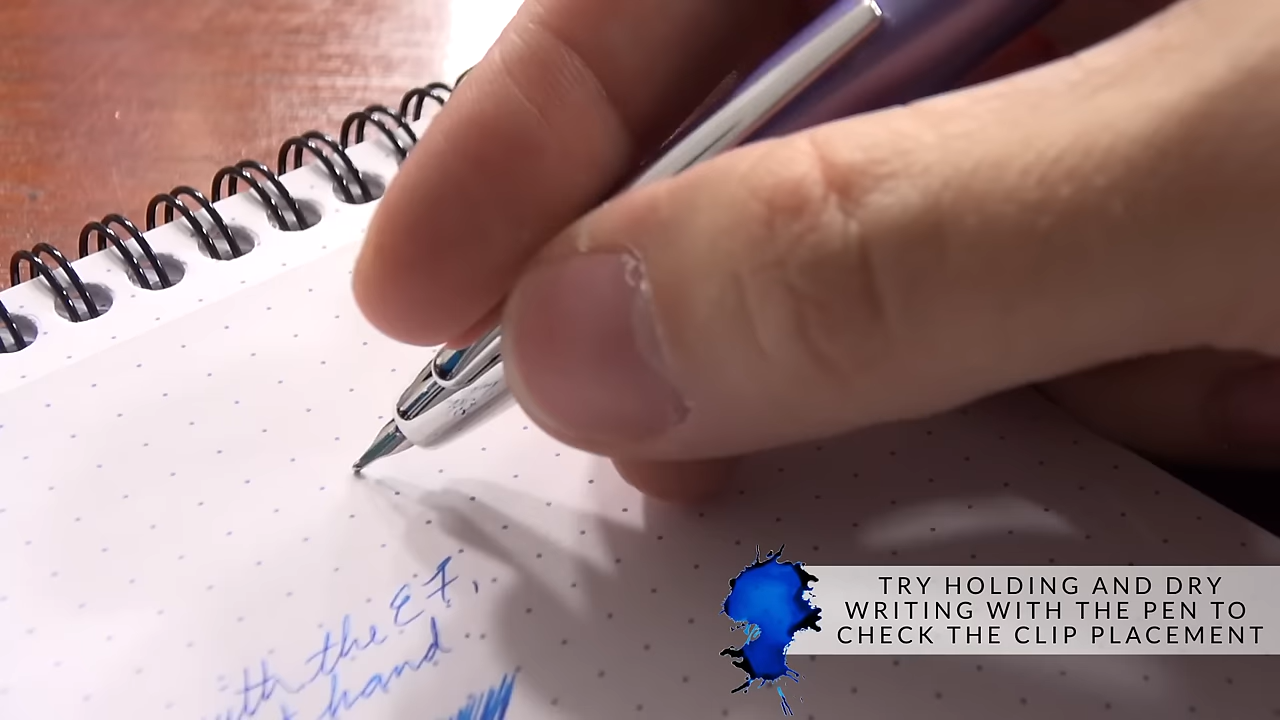 with the EF,
hand
TRY HOLDING AND DRY
WRITING WITH THE PEN TO
CHECK THE CLIP PLACEMENT